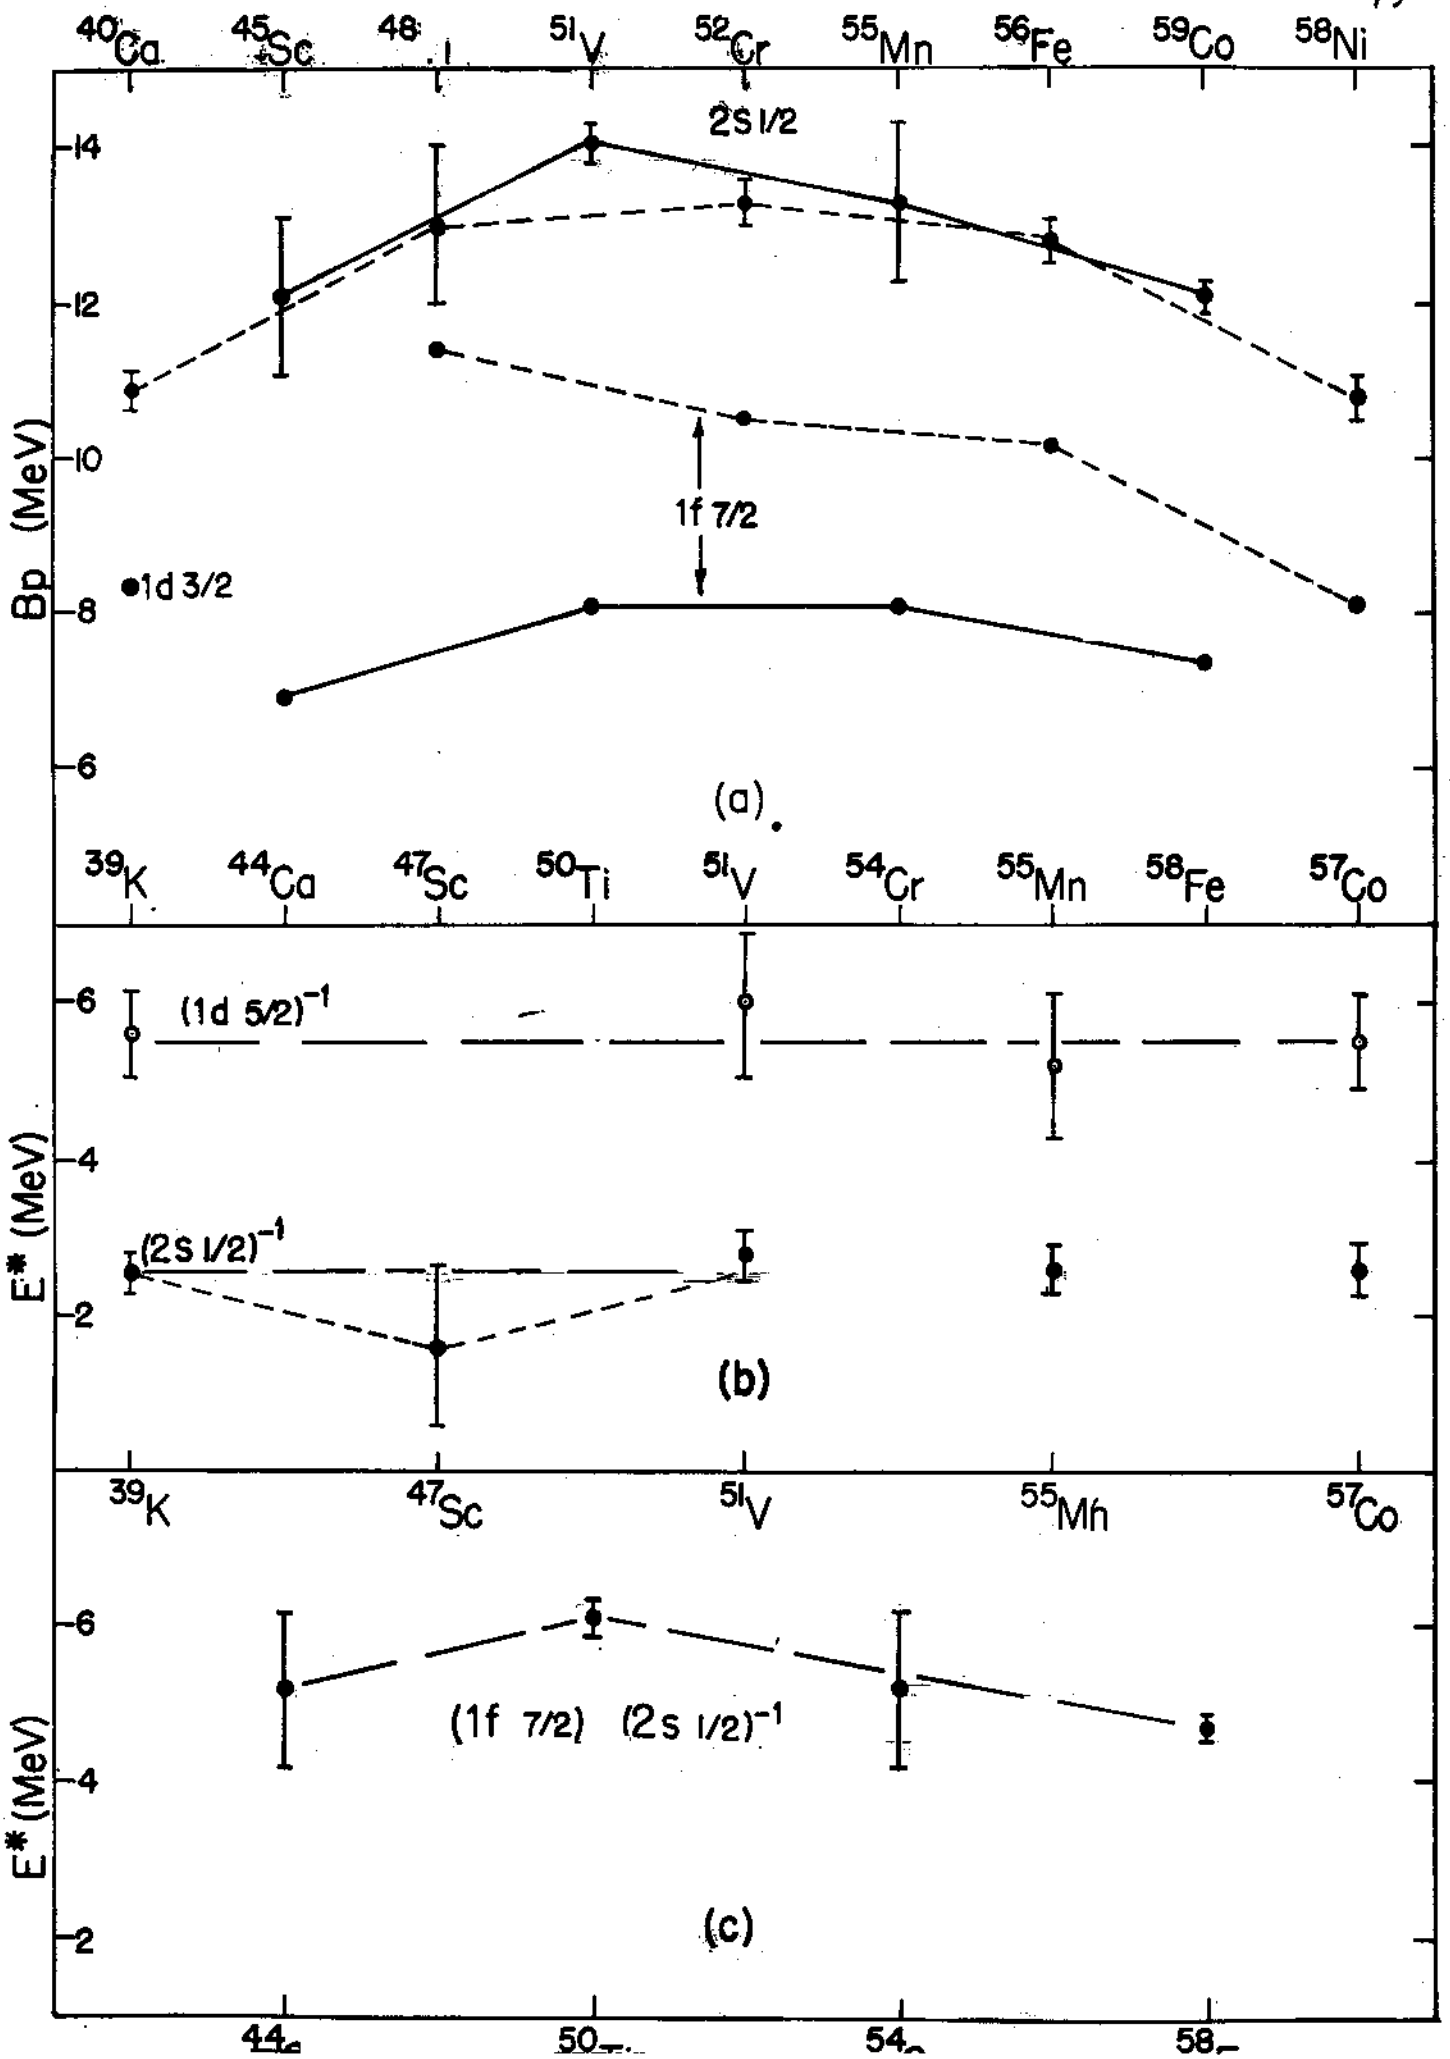 40Ca 45Sc 48 51V 52Cr 55Mn 56Fe 59Co 58Ni
2S 1/2
14
12
10
1f 7/2
1d 3/2
8
6
Bp (MeV)
(a)
39K 44Ca 47Sc 50Ti 51V 54Cr 55Mn 58Fe 57Co
6
(1d 5/2)-1
4
(2s 1/2)-1
2
E* (MeV)
(b)
39K 47Sc 51V 55Mn 57Co
6
(1f 7/2) (2s 1/2)-1
4
E* (MeV)
(c)
2
44 50 54 58